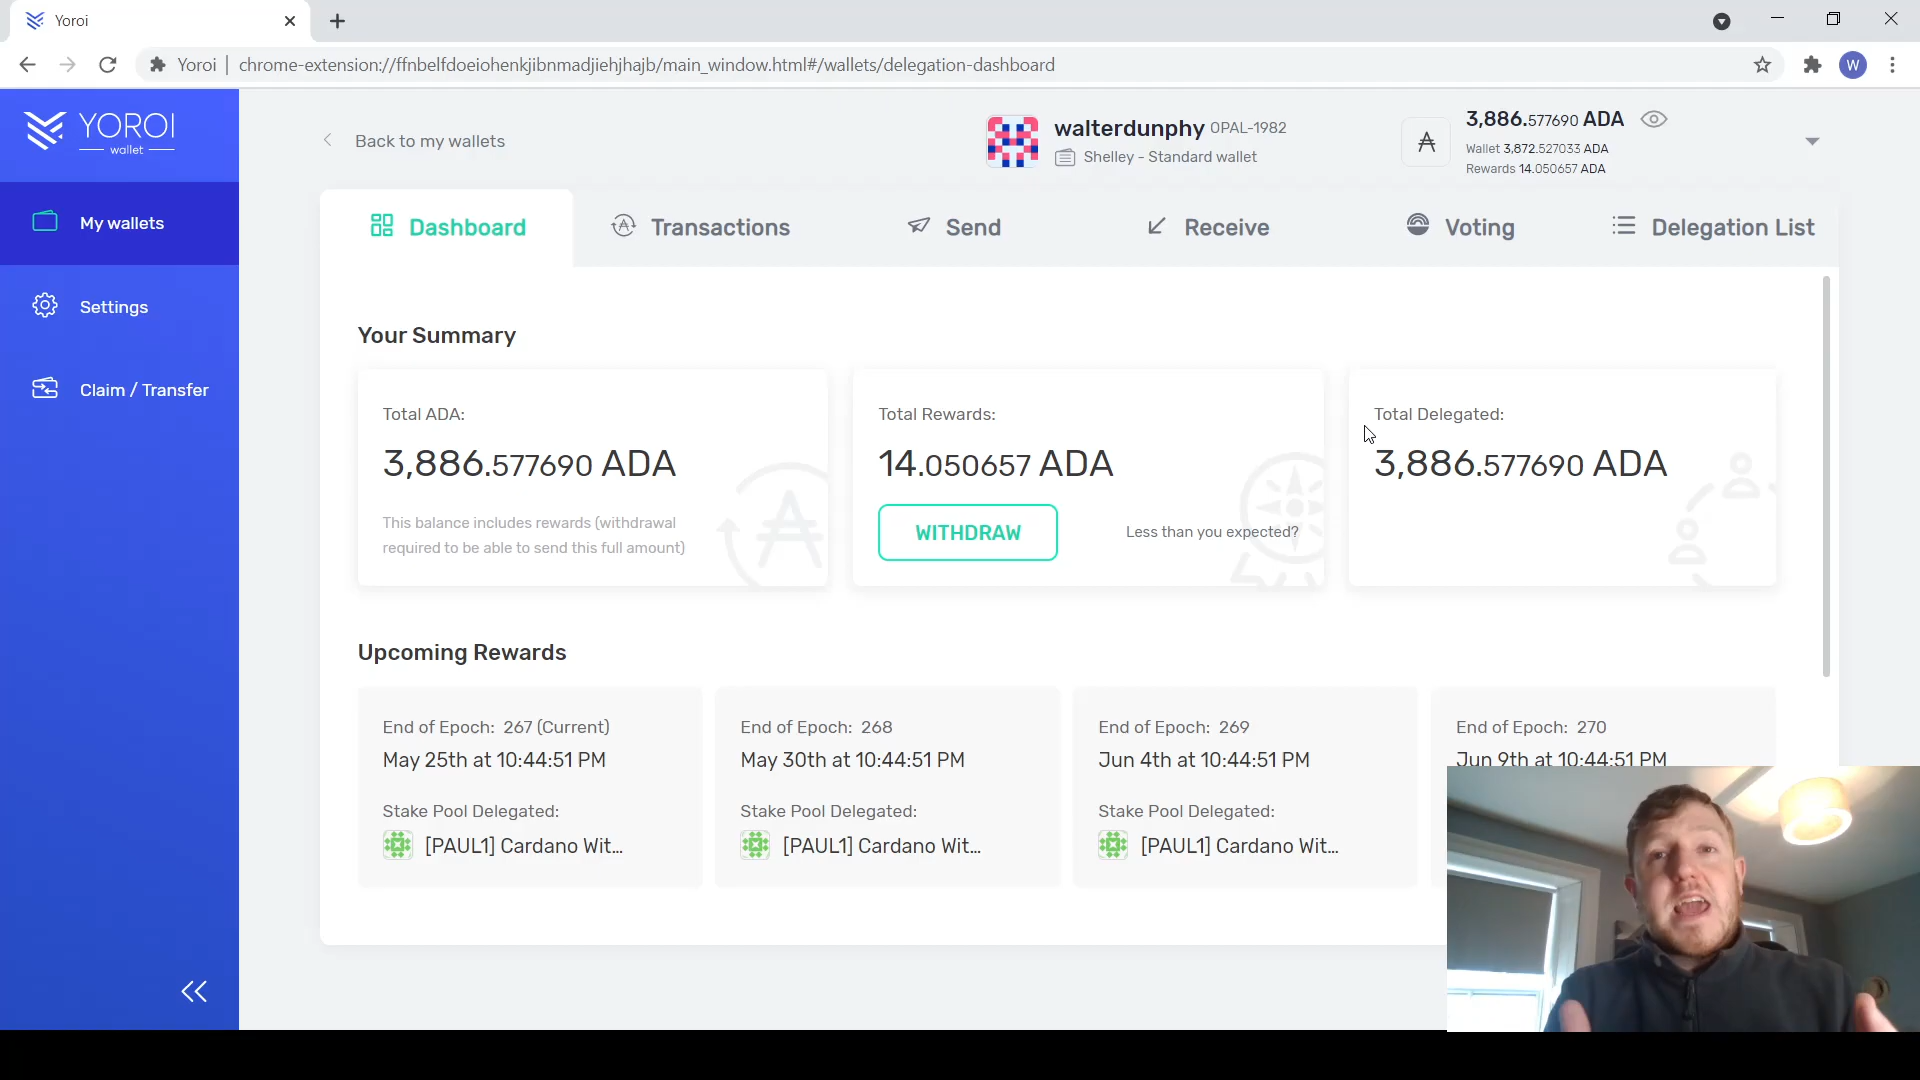 Yoroi
Yoroi | chrome-extension://ffnbelfdoeiohenkjibnmadjiehjhajb/main_window.html#/wallets/delegation-dashboard
W
YOROI
wallet
My wallets
Settings
Claim / Transfer
Back to my wallets
walterdunphy OPAL-1982
Shelley - Standard wallet
3,886.577690 ADA
Wallet 3,872.527033 ADA
Rewards 14.050657 ADA
Dashboard
Transactions
Send
Receive
Voting
Delegation List
Your Summary
Total ADA:
3,886.577690 ADA
This balance includes rewards (withdrawal
required to be able to send this full amount)
Total Rewards:
14.050657 ADA
WITHDRAW
Less than you expected?
Total Delegated:
3,886.577690 ADA
Upcoming Rewards
End of Epoch: 267 (Current)
May 25th at 10:44:51 PM
Stake Pool Delegated:
[PAUL1] Cardano Wit...
End of Epoch: 268
May 30th at 10:44:51 PM
Stake Pool Delegated:
[PAUL1] Cardano Wit...
End of Epoch: 269
Jun 4th at 10:44:51 PM
Stake Pool Delegated:
[PAUL1] Cardano Wit...
End of Epoch: 270
Jun 9th at 10:44:51 PM